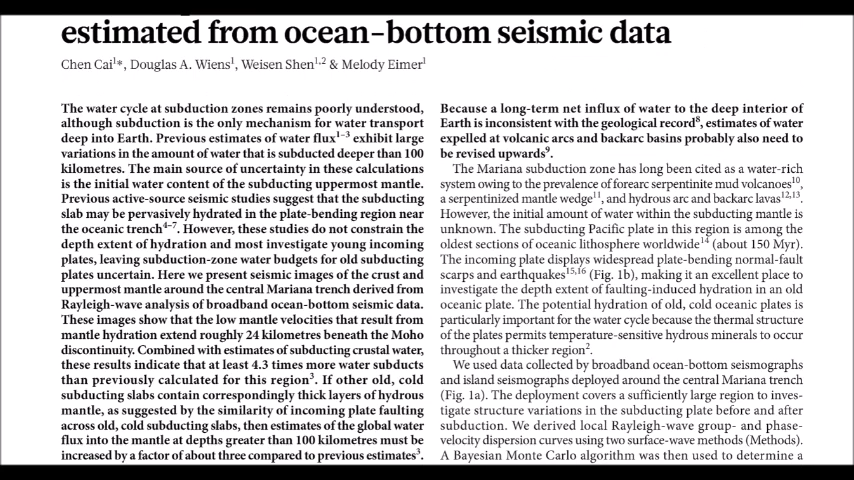 estimated from ocean-bottom seismic data
Chen Cai1*, Douglas A. Wiens1, Weisen Shen1,2 & Melody Eimer1
The water cycle at subduction zones remains poorly understood,
although subduction is the only mechanism for water transport
deep into Earth. Previous estimates of water flux1–3 exhibit large
variations in the amount of water that is subducted deeper than 100
kilometres. The main source of uncertainty in these calculations
is the initial water content of the subducting uppermost mantle.
Previous active-source seismic studies suggest that the subducting
slab may be pervasively hydrated in the plate-bending region near
the oceanic trench4–7. However, these studies do not constrain the
depth extent of hydration and most investigate young incoming
plates, leaving subduction-zone water budgets for old subducting
plates uncertain. Here we present seismic images of the crust and
uppermost mantle around the central Mariana trench derived from
Rayleigh-wave analysis of broadband ocean-bottom seismic data.
These images show that the low mantle velocities that result from
mantle hydration extend roughly 24 kilometres beneath the Moho
discontinuity. Combined with estimates of subducting crustal water,
these results indicate that at least 4.3 times more water subducts
than previously calculated for this region3. If other old, cold
subducting slabs contain correspondingly thick layers of hydrous
mantle, as suggested by the similarity of incoming plate faulting
across old, cold subducting slabs, then estimates of the global water
flux into the mantle at depths greater than 100 kilometres must be
increased by a factor of about three compared to previous estimates3.
Because a long-term net influx of water to the deep interior of
Earth is inconsistent with the geological record8, estimates of water
expelled at volcanic arcs and backarc basins probably also need to
be revised upwards9.
The Mariana subduction zone has long been cited as a water-rich
system owing to the prevalence of forearc serpentinite mud volcanoes10,
a serpentinized mantle wedge11, and hydrous arc and backarc lavas12,13.
However, the initial amount of water within the subducting mantle is
unknown. The subducting Pacific plate in this region is among the
oldest sections of oceanic lithosphere worldwide14 (about 150 Myr).
The incoming plate displays widespread plate-bending normal-fault
scarps and earthquakes15,16 (Fig. 1b), making it an excellent place to
investigate the depth extent of faulting-induced hydration in an old
oceanic plate. The potential hydration of old, cold oceanic plates is
particularly important for the water cycle because the thermal structure
of the plates permits temperature-sensitive hydrous minerals to occur
throughout a thicker region2.
We used data collected by broadband ocean-bottom seismographs
and island seismographs deployed around the central Mariana trench
(Fig. 1a). The deployment covers a sufficiently large region to inves-
tigate structure variations in the subducting plate before and after
subduction. We derived local Rayleigh-wave group- and phase-
velocity dispersion curves using two surface-wave methods (Methods).
A Bayesian Monte Carlo algorithm was then used to determine a